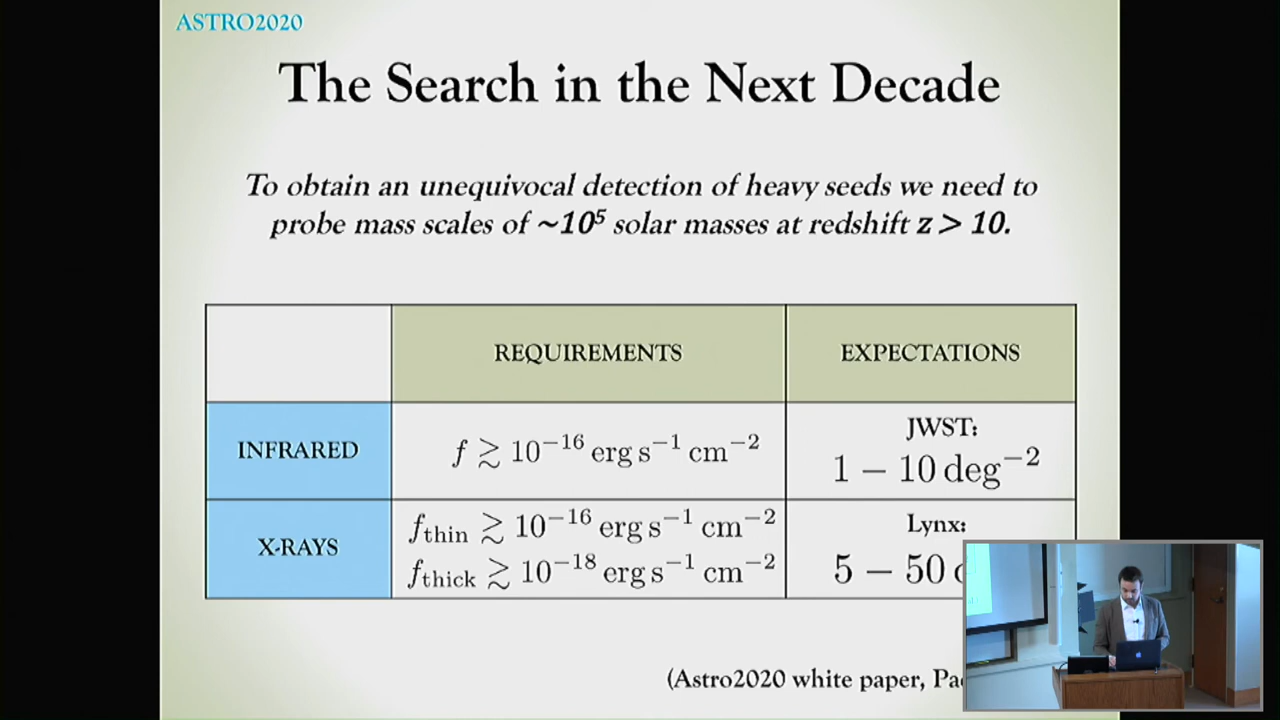 ASTRO2020
The Search in the Next Decade
To obtain an unequivocal detection of heavy seeds we need to
probe mass scales of ~10⁵ solar masses at redshift z > 10.
REQUIREMENTS EXPECTATIONS
INFRARED f ≳ 10⁻¹⁶ erg s⁻¹ cm⁻² JWST:
1 − 10 deg⁻²
X-RAYS f_thin ≳ 10⁻¹⁶ erg s⁻¹ cm⁻² Lynx:
f_thick ≳ 10⁻¹⁸ erg s⁻¹ cm⁻² 5 − 50
(Astro2020 white paper,